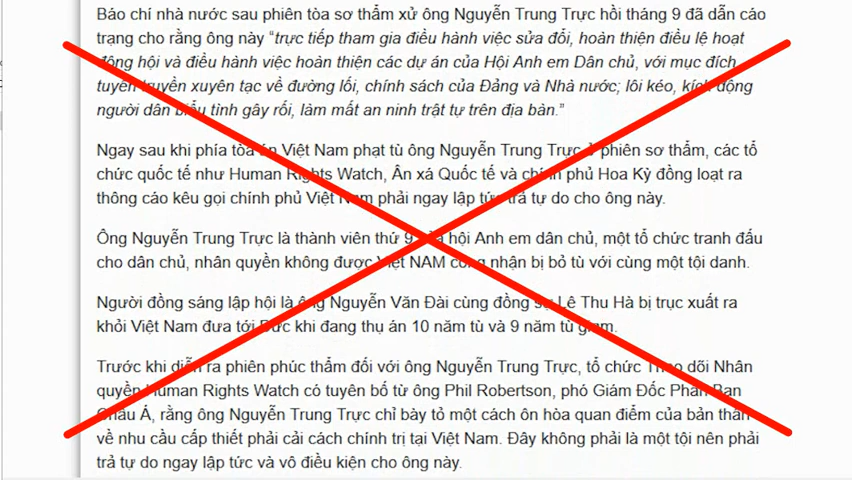 Báo chí nhà nước sau phiên tòa sơ thẩm xử ông Nguyễn Trung Trực hồi tháng 9 đã dẫn cáo
trạng cho rằng ông này “trực tiếp tham gia điều hành việc sửa đổi, hoàn thiện điều lệ hoạt
động hội và điều hành việc hoàn thiện các dự án của Hội Anh em Dân chủ, với mục đích
tuyên truyền xuyên tạc về đường lối, chính sách của Đảng và Nhà nước; lôi kéo, kích động
người dân biểu tình gây rối, làm mất an ninh trật tự trên địa bàn.”
Ngay sau khi phía tòa án Việt Nam phạt tù ông Nguyễn Trung Trực ở phiên sơ thẩm, các tổ
chức quốc tế như Human Rights Watch, Ân xá Quốc tế và chính phủ Hoa Kỳ đồng loạt ra
thông cáo kêu gọi chính phủ Việt Nam phải ngay lập tức trả tự do cho ông này.
Ông Nguyễn Trung Trực là thành viên thứ 9 của hội Anh em dân chủ, một tổ chức tranh đấu
cho dân chủ, nhân quyền không được Việt NAM công nhận bị bỏ tù với cùng một tội danh.
Người đồng sáng lập hội là ông Nguyễn Văn Đài cùng đồng sự Lê Thu Hà bị trục xuất ra
khỏi Việt Nam đưa tới Đức khi đang thụ án 10 năm tù và 9 năm tù giam.
Trước khi diễn ra phiên phúc thẩm đối với ông Nguyễn Trung Trực, tổ chức Theo dõi Nhân
quyền Human Rights Watch có tuyên bố từ ông Phil Robertson, phó Giám Đốc Phân Ban
Châu Á, rằng ông Nguyễn Trung Trực chỉ bày tỏ một cách ôn hòa quan điểm của bản thân
về nhu cầu cấp thiết phải cải cách chính trị tại Việt Nam. Đây không phải là một tội nên phải
trả tự do ngay lập tức và vô điều kiện cho ông này.